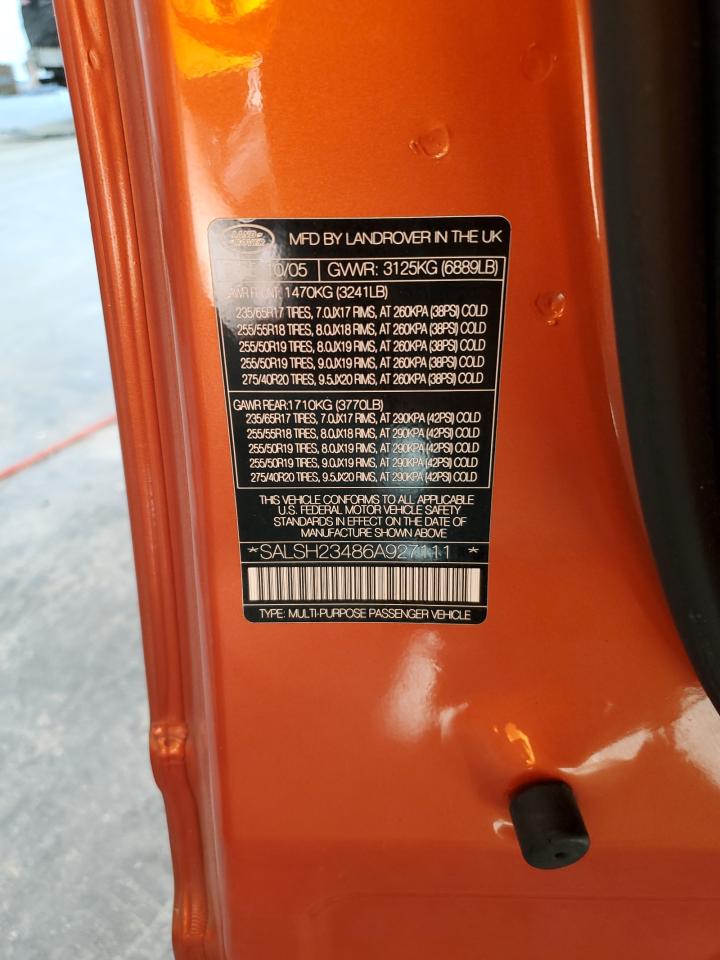 LAND
ROVER
MFD BY LANDROVER IN THE UK
10/05 GVWR: 3125KG (6889LB)
GAWR FRONT: 1470KG (3241LB)
235/65R17 TIRES, 7.0JX17 RIMS, AT 260KPA (38PSI) COLD
255/55R18 TIRES, 8.0JX18 RIMS, AT 260KPA (38PSI) COLD
255/50R19 TIRES, 8.0JX19 RIMS, AT 260KPA (38PSI) COLD
255/50R19 TIRES, 9.0JX19 RIMS, AT 260KPA (38PSI) COLD
275/40R20 TIRES, 9.5JX20 RIMS, AT 260KPA (38PSI) COLD
GAWR REAR:1710KG (3770LB)
235/65R17 TIRES, 7.0JX17 RIMS, AT 290KPA (42PSI) COLD
255/55R18 TIRES, 8.0JX18 RIMS, AT 290KPA (42PSI) COLD
255/50R19 TIRES, 8.0JX19 RIMS, AT 290KPA (42PSI) COLD
255/50R19 TIRES, 9.0JX19 RIMS, AT 290KPA (42PSI) COLD
275/40R20 TIRES, 9.5JX20 RIMS, AT 290KPA (42PSI) COLD
THIS VEHICLE CONFORMS TO ALL APPLICABLE
U.S. FEDERAL MOTOR VEHICLE SAFETY
STANDARDS IN EFFECT ON THE DATE OF
MANUFACTURE SHOWN ABOVE
*SALSH23486A927111 *
TYPE: MULTI-PURPOSE PASSENGER VEHICLE